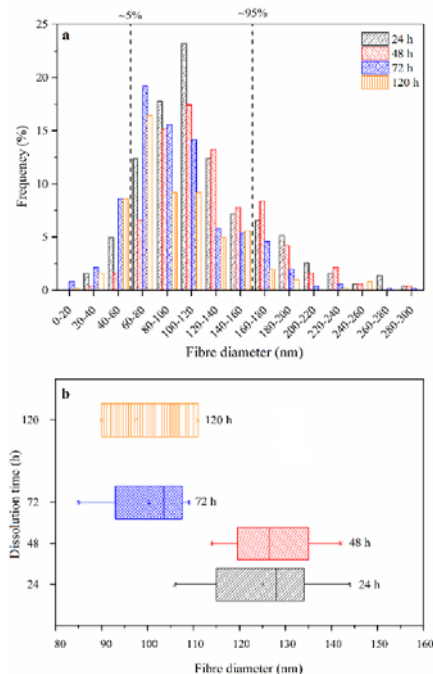 ~5%
~95%
a
24 h
48 h
72 h
120 h
25
20
15
10
5
0
Frequency (%)
0-20
20-40
40-60
60-80
80-100
100-120
120-140
140-160
160-180
180-200
200-220
220-240
240-260
260-280
280-300
Fibre diameter (nm)
b
120
72
48
24
Dissolution time (h)
120 h
72 h
48 h
24 h
80
90
100
110
120
130
140
150
160
Fibre diameter (nm)